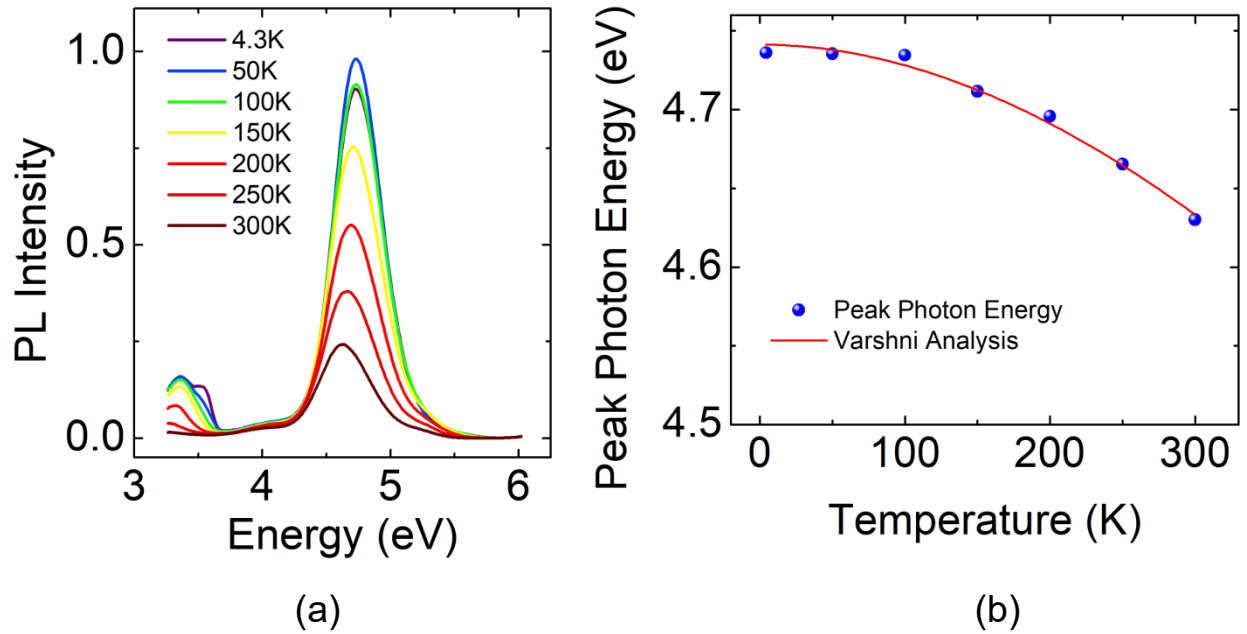 PL Intensity
1.0
0.5
0.0
4.3K
50K
100K
150K
200K
250K
300K
3 4 5 6
Energy (eV)
(a)
Peak Photon Energy (eV)
4.7
4.6
4.5
Peak Photon Energy
Varshni Analysis
0 100 200 300
Temperature (K)
(b)